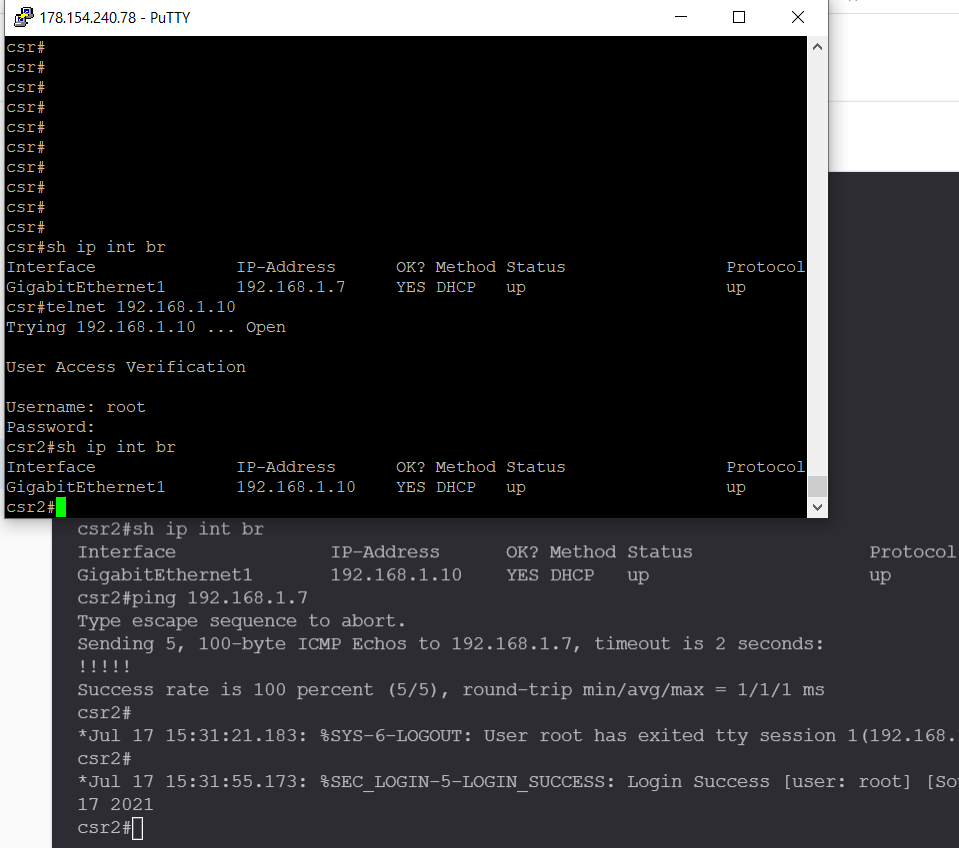 178.154.240.78 - PuTTY
csr#
csr#
csr#
csr#
csr#
csr#
csr#
csr#
csr#
csr#
csr#sh ip int br
Interface              IP-Address      OK? Method Status                Protocol
GigabitEthernet1       192.168.1.7     YES DHCP   up                    up
csr#telnet 192.168.1.10
Trying 192.168.1.10 ... Open
User Access Verification
Username: root
Password:
csr2#sh ip int br
Interface              IP-Address      OK? Method Status                Protocol
GigabitEthernet1       192.168.1.10    YES DHCP   up                    up
csr2#
csr2#sh ip int br
Interface              IP-Address      OK? Method Status                Protocol
GigabitEthernet1       192.168.1.10    YES DHCP   up                    up
csr2#ping 192.168.1.7
Type escape sequence to abort.
Sending 5, 100-byte ICMP Echos to 192.168.1.7, timeout is 2 seconds:
!!!!!
Success rate is 100 percent (5/5), round-trip min/avg/max = 1/1/1 ms
csr2#
*Jul 17 15:31:21.183: %SYS-6-LOGOUT: User root has exited tty session 1(192.168.
csr2#
*Jul 17 15:31:55.173: %SEC_LOGIN-5-LOGIN_SUCCESS: Login Success [user: root] [So
17 2021
csr2#